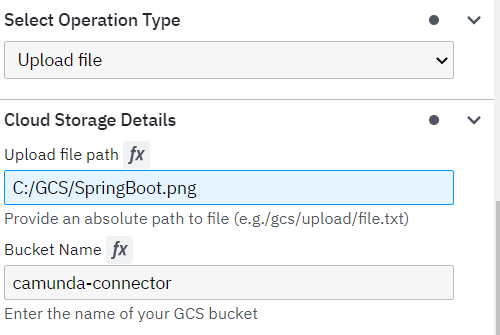 Select Operation Type
Upload file
Cloud Storage Details
Upload file path fx
C:/GCS/SpringBoot.png
Provide an absolute path to file (e.g./gcs/upload/file.txt)
Bucket Name fx
camunda-connector
Enter the name of your GCS bucket